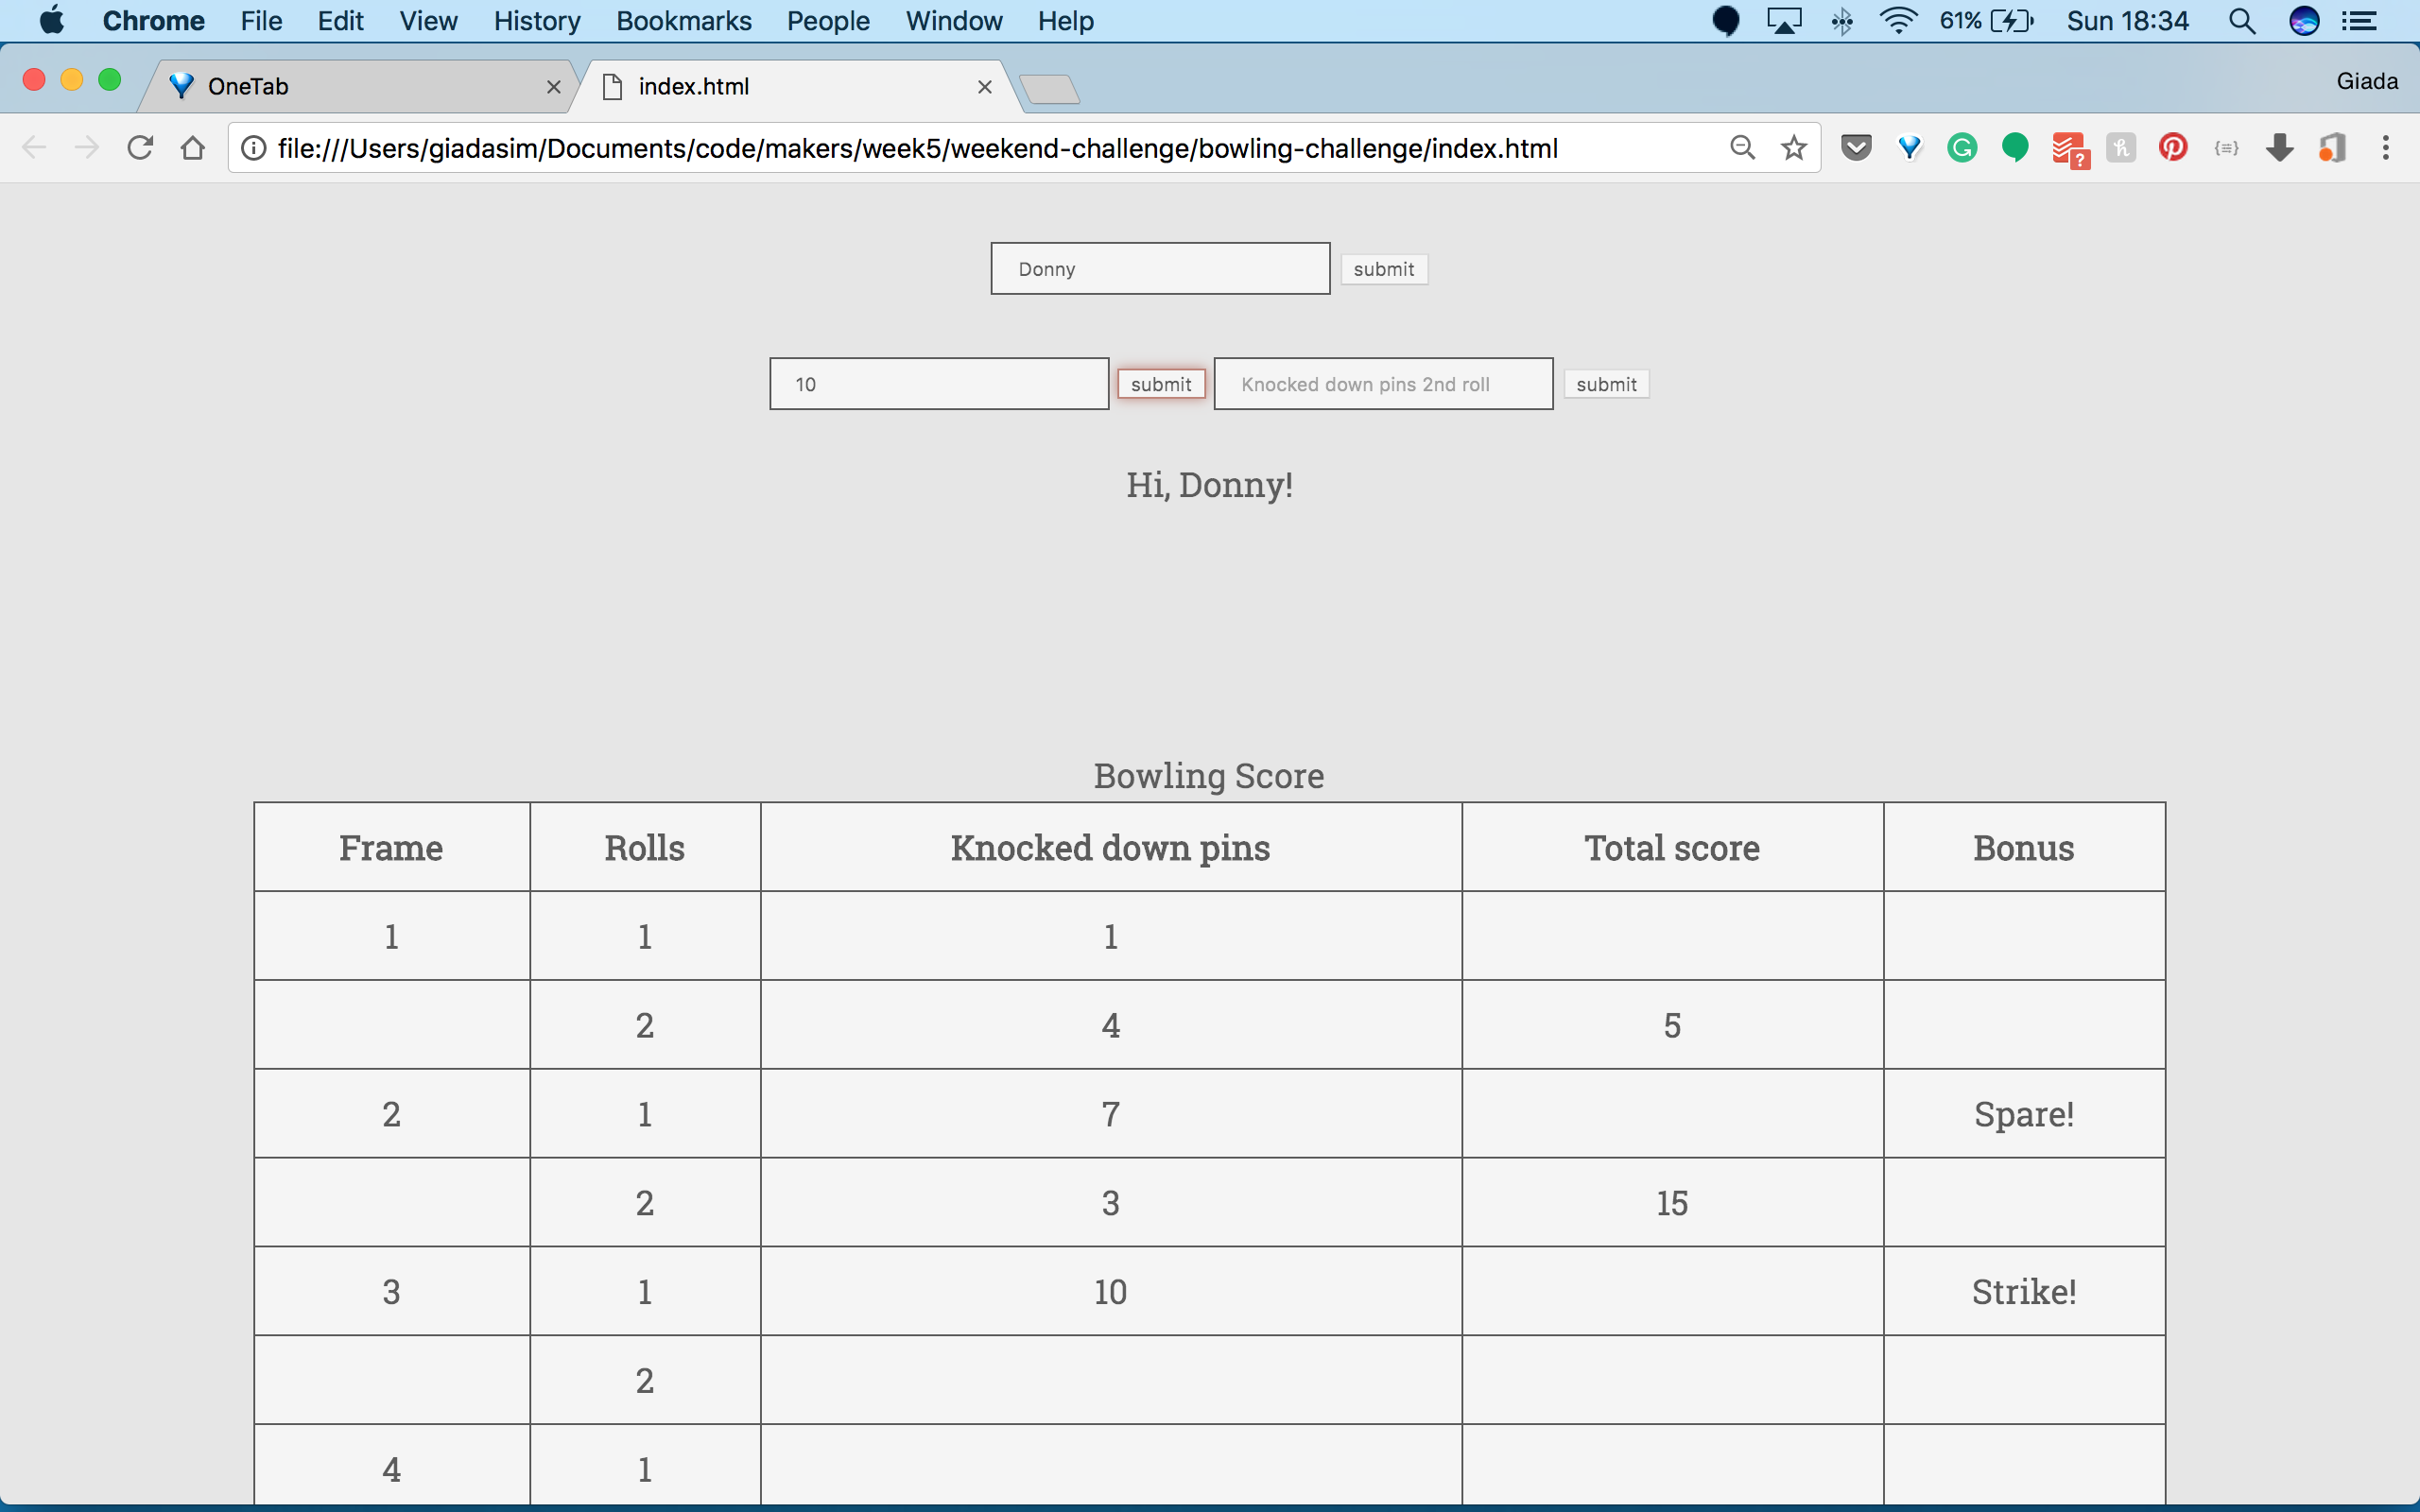 Chrome File Edit View History Bookmarks People Window Help 61% Sun 18:34
OneTab index.html Giada
file:///Users/giadasim/Documents/code/makers/week5/weekend-challenge/bowling-challenge/index.html
Donny submit
10 submit Knocked down pins 2nd roll submit
Hi, Donny!
Bowling Score
Frame Rolls Knocked down pins Total score Bonus
1 1 1
2 4 5
2 1 7 Spare!
2 3 15
3 1 10 Strike!
2
4 1